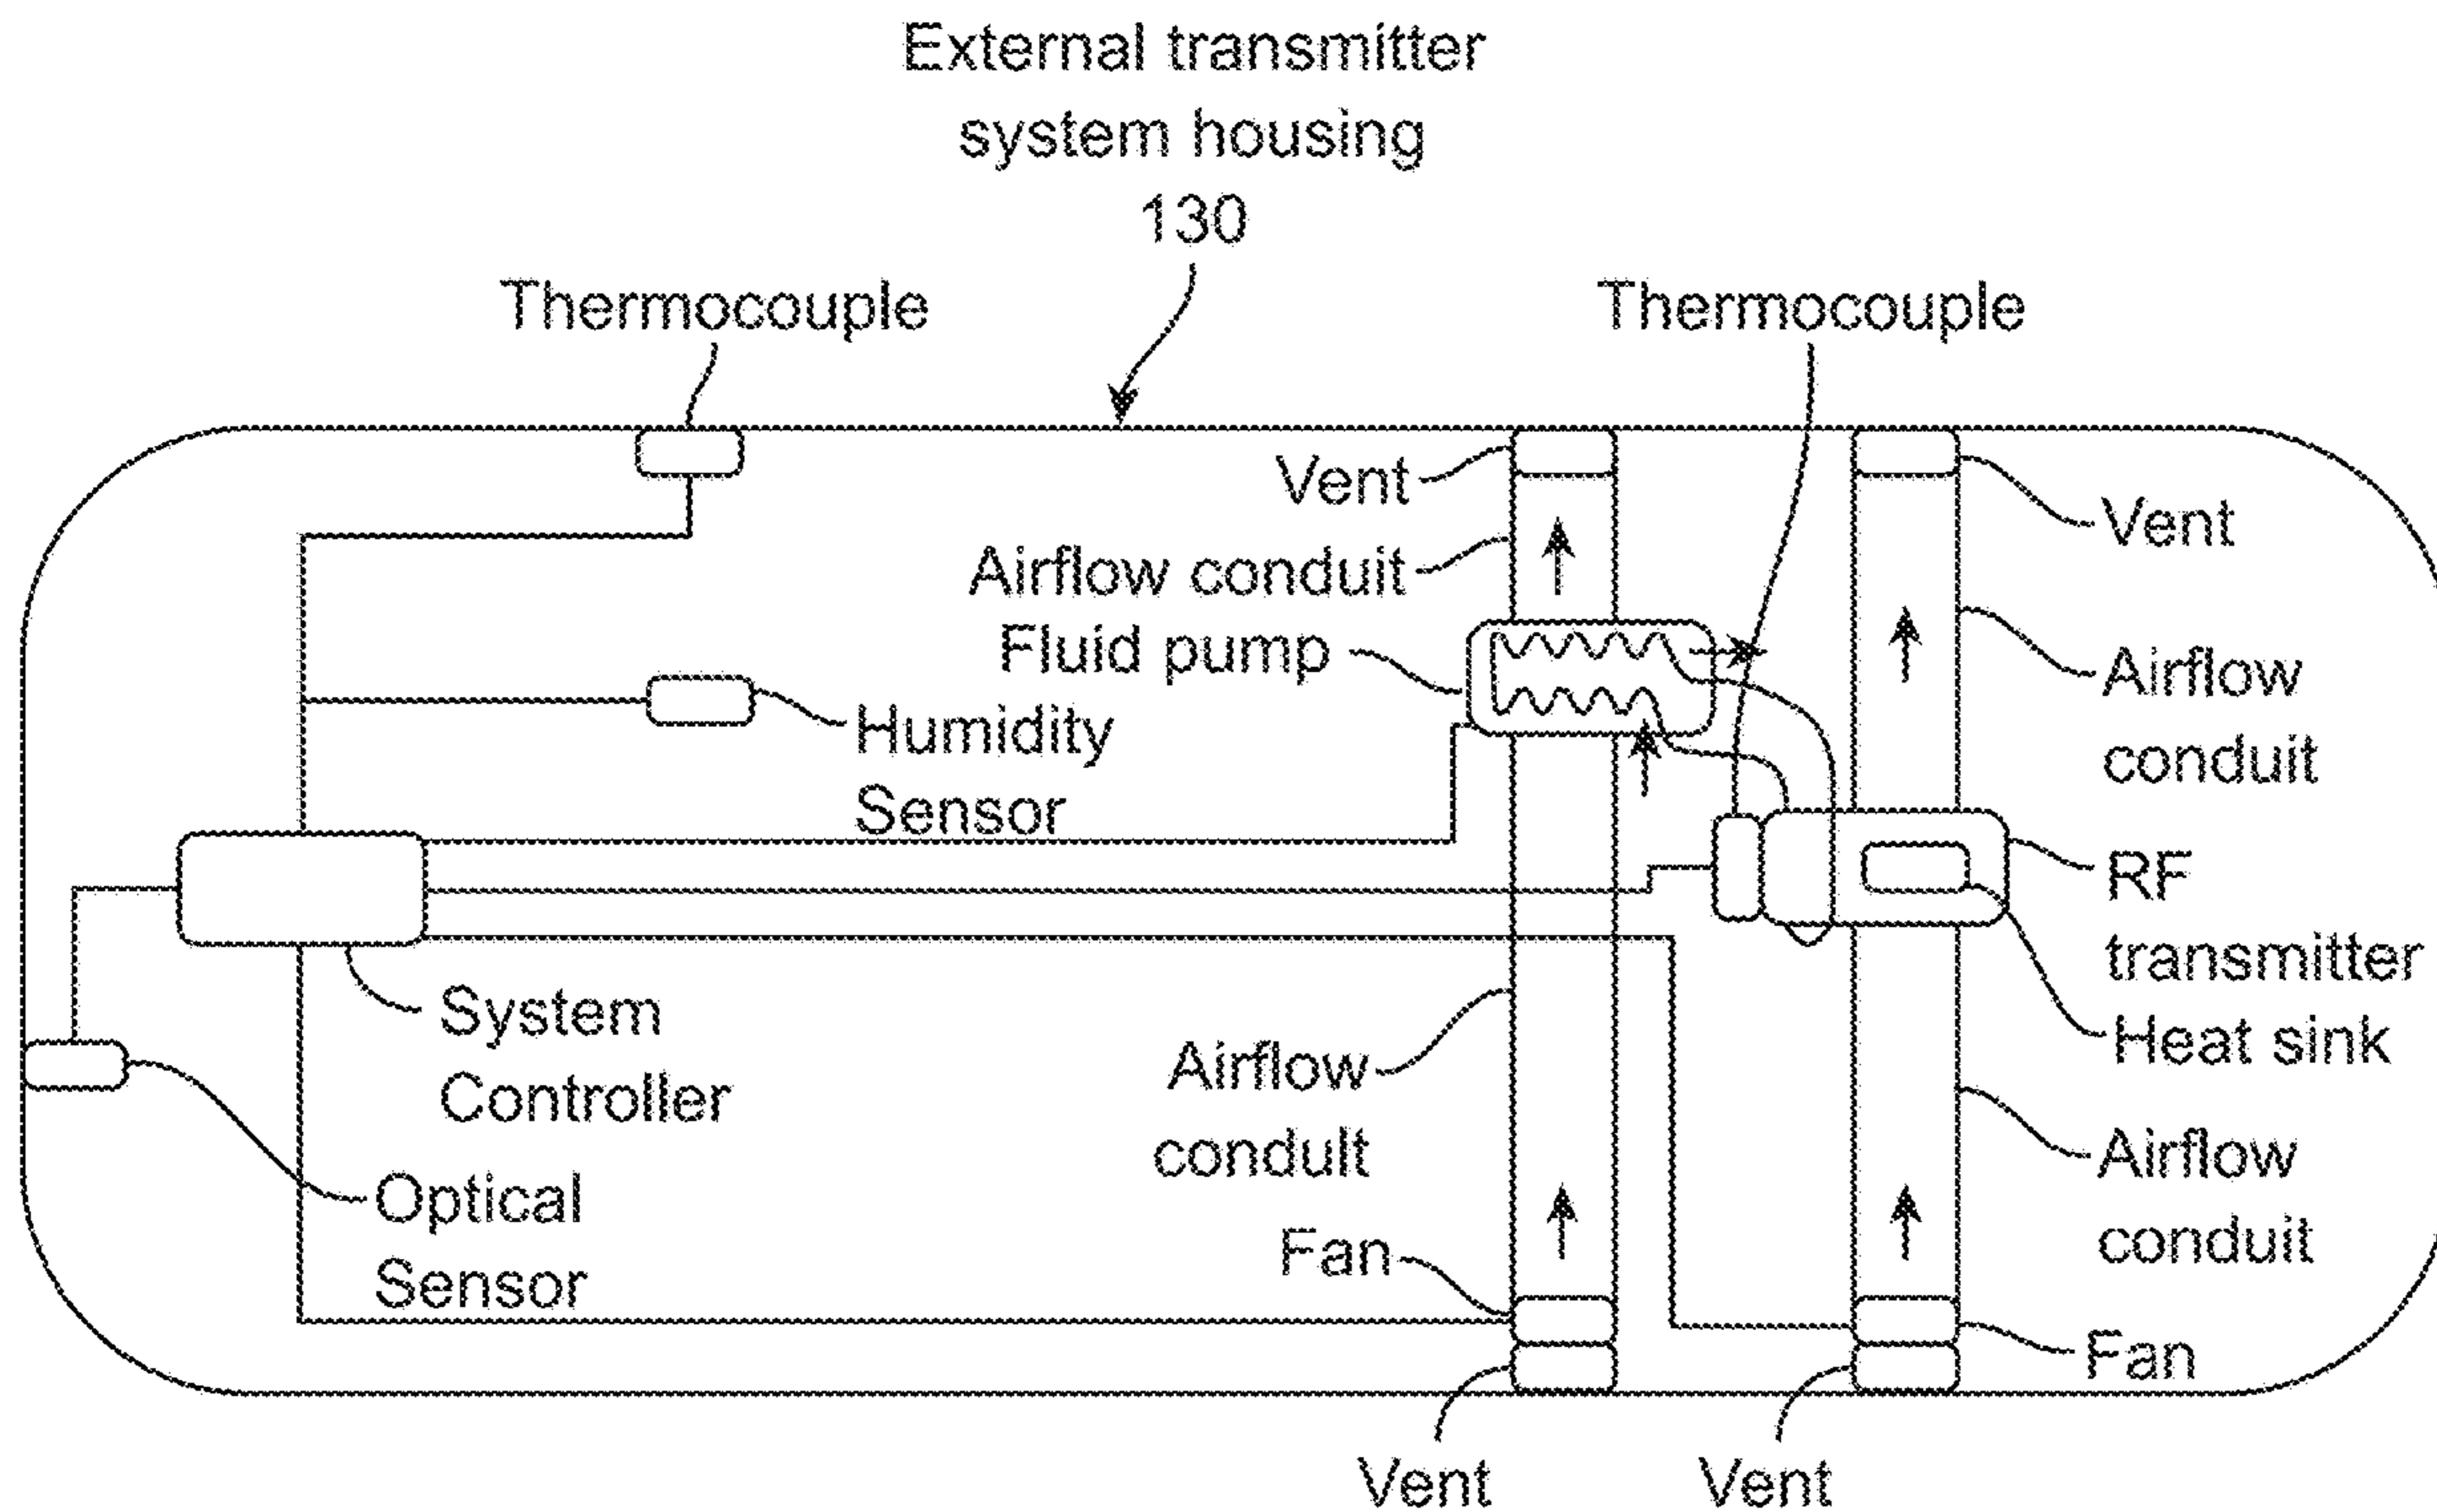 External transmitter
system housing
130
Thermocouple
Thermocouple
Vent
Vent
Airflow conduit
Fluid pump
Airflow
conduit
Humidity
Sensor
RF
transmitter
Heat sink
System
Controller
Airflow
condult
Airflow
conduit
Optical
Sensor
Fan
Fan
Vent
Vent